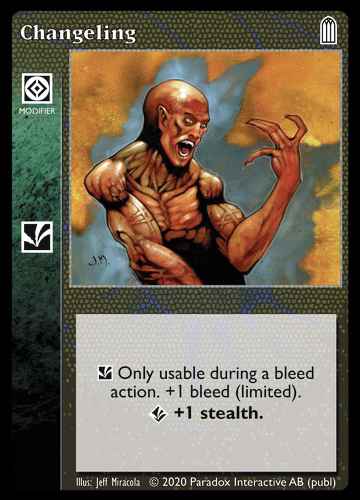 Changeling
MODIFIER
J.M.
Only usable during a bleed
action. +1 bleed (limited).
+1 stealth.
Illus: Jeff Miracola © 2020 Paradox Interactive AB (publ)